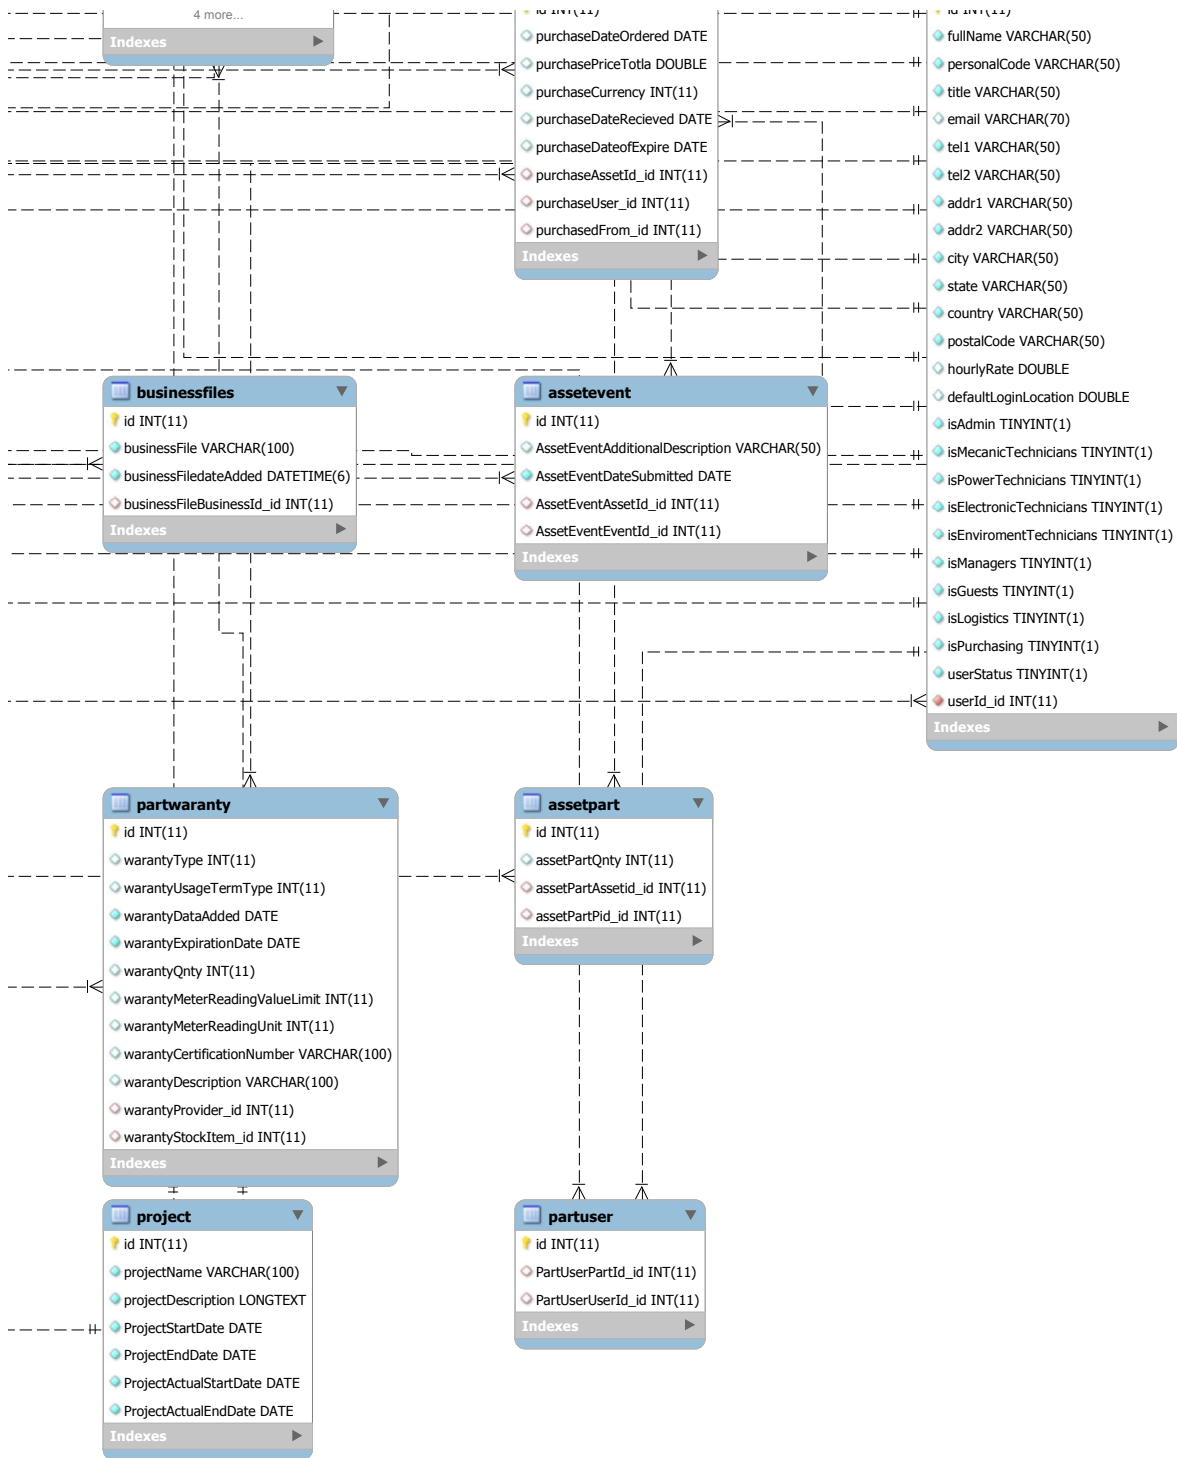 4 more...
Indexes
id INT(11)
purchaseDateOrdered DATE
purchasePriceTotla DOUBLE
purchaseCurrency INT(11)
purchaseDateRecieved DATE
purchaseDateofExpire DATE
purchaseAssetId_id INT(11)
purchaseUser_id INT(11)
purchasedFrom_id INT(11)
Indexes
id INT(11)
fullName VARCHAR(50)
personalCode VARCHAR(50)
title VARCHAR(50)
email VARCHAR(70)
tel1 VARCHAR(50)
tel2 VARCHAR(50)
addr1 VARCHAR(50)
addr2 VARCHAR(50)
city VARCHAR(50)
state VARCHAR(50)
country VARCHAR(50)
postalCode VARCHAR(50)
hourlyRate DOUBLE
defaultLoginLocation DOUBLE
isAdmin TINYINT(1)
isMecanicTechnicians TINYINT(1)
isPowerTechnicians TINYINT(1)
isElectronicTechnicians TINYINT(1)
isEnviromentTechnicians TINYINT(1)
isManagers TINYINT(1)
isGuests TINYINT(1)
isLogistics TINYINT(1)
isPurchasing TINYINT(1)
userStatus TINYINT(1)
userId_id INT(11)
Indexes
businessfiles
id INT(11)
businessFile VARCHAR(100)
businessFiledateAdded DATETIME(6)
businessFileBusinessId_id INT(11)
Indexes
assetevent
id INT(11)
AssetEventAdditionalDescription VARCHAR(50)
AssetEventDateSubmitted DATE
AssetEventAssetId_id INT(11)
AssetEventEventId_id INT(11)
Indexes
partwaranty
id INT(11)
warantyType INT(11)
warantyUsageTermType INT(11)
warantyDataAdded DATE
warantyExpirationDate DATE
warantyQnty INT(11)
warantyMeterReadingValueLimit INT(11)
warantyMeterReadingUnit INT(11)
warantyCertificationNumber VARCHAR(100)
warantyDescription VARCHAR(100)
warantyProvider_id INT(11)
warantyStockItem_id INT(11)
Indexes
assetpart
id INT(11)
assetPartQnty INT(11)
assetPartAssetid_id INT(11)
assetPartPid_id INT(11)
Indexes
project
id INT(11)
projectName VARCHAR(100)
projectDescription LONGTEXT
ProjectStartDate DATE
ProjectEndDate DATE
ProjectActualStartDate DATE
ProjectActualEndDate DATE
Indexes
partuser
id INT(11)
PartUserPartId_id INT(11)
PartUserUserId_id INT(11)
Indexes